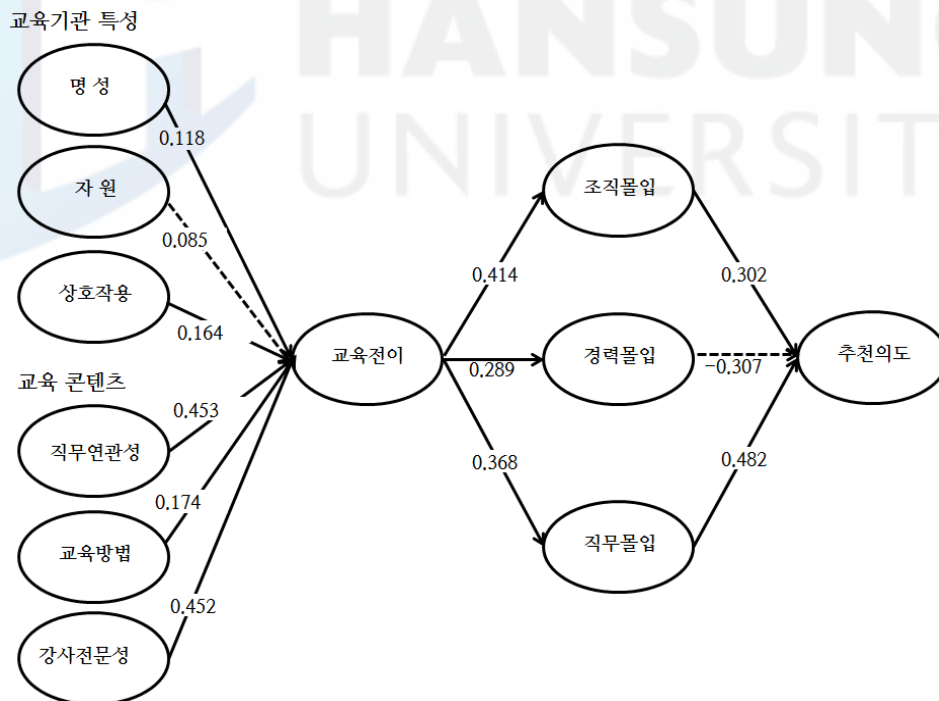 HANSUNG
UNIVERSIT
교육기관 특성
명 성
0.118
자 원
0.085
상호작용
0.164
교육 콘텐츠
직무연관성
0.453
교육방법
0.174
강사전문성
0.452
교육전이
0.414
0.289
0.368
조직몰입
경력몰입
직무몰입
0.302
-0.307
0.482
추천의도